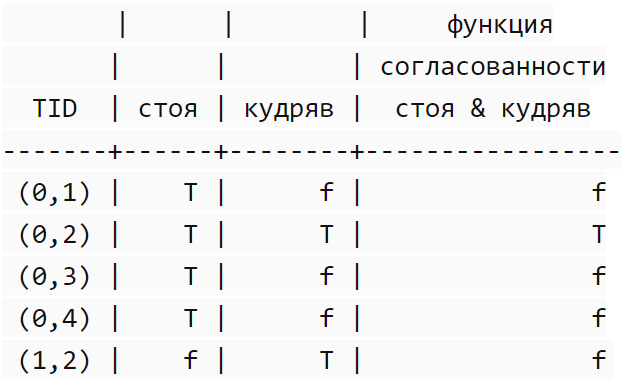 | | | функция
| | | согласованности
TID | стоя | кудряв | стоя & кудряв
-------+------+--------+-----------------
(0,1) | T | f | f
(0,2) | T | T | T
(0,3) | T | f | f
(0,4) | T | f | f
(1,2) | f | T | f